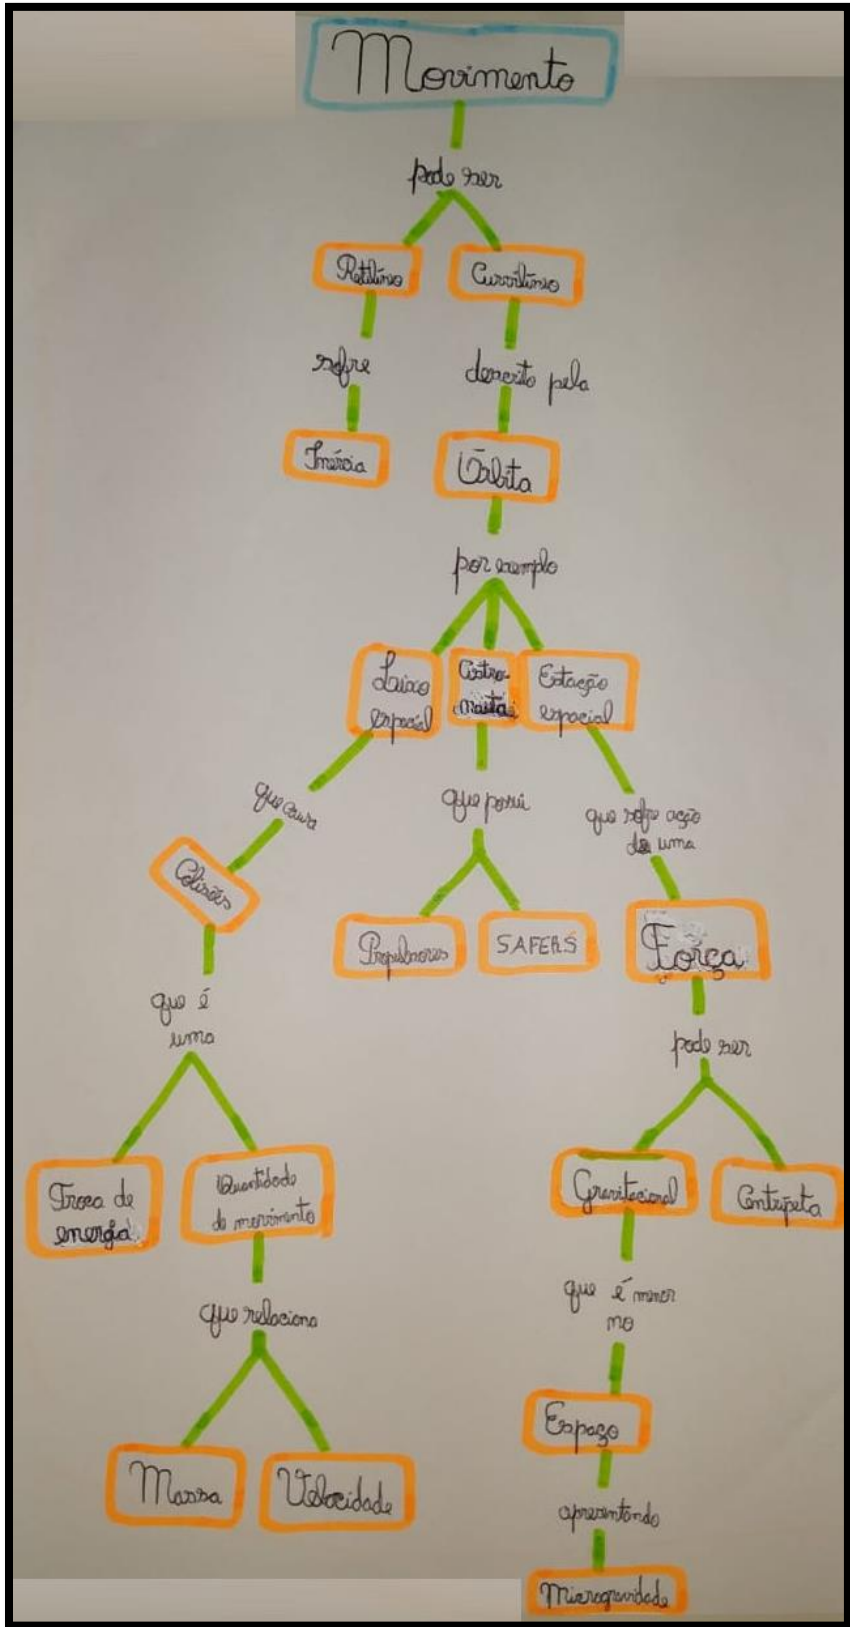 Movimento
pode ser
Retilíneo
Curvilíneo
sofre
descrito pela
Inércia
Órbita
por exemplo
Lixo
espacial
Astro-
nauta
Estação
espacial
que causa
que possui
que sofre ação
de uma
Colisões
Propulsores
SAFERS
Força
que é
uma
pode ser
Troca de
energia
Quantidade
de movimento
Gravitacional
Centrípeta
que relaciona
que é menor
no
Massa
Velocidade
Espaço
apresentando
Microgravidade